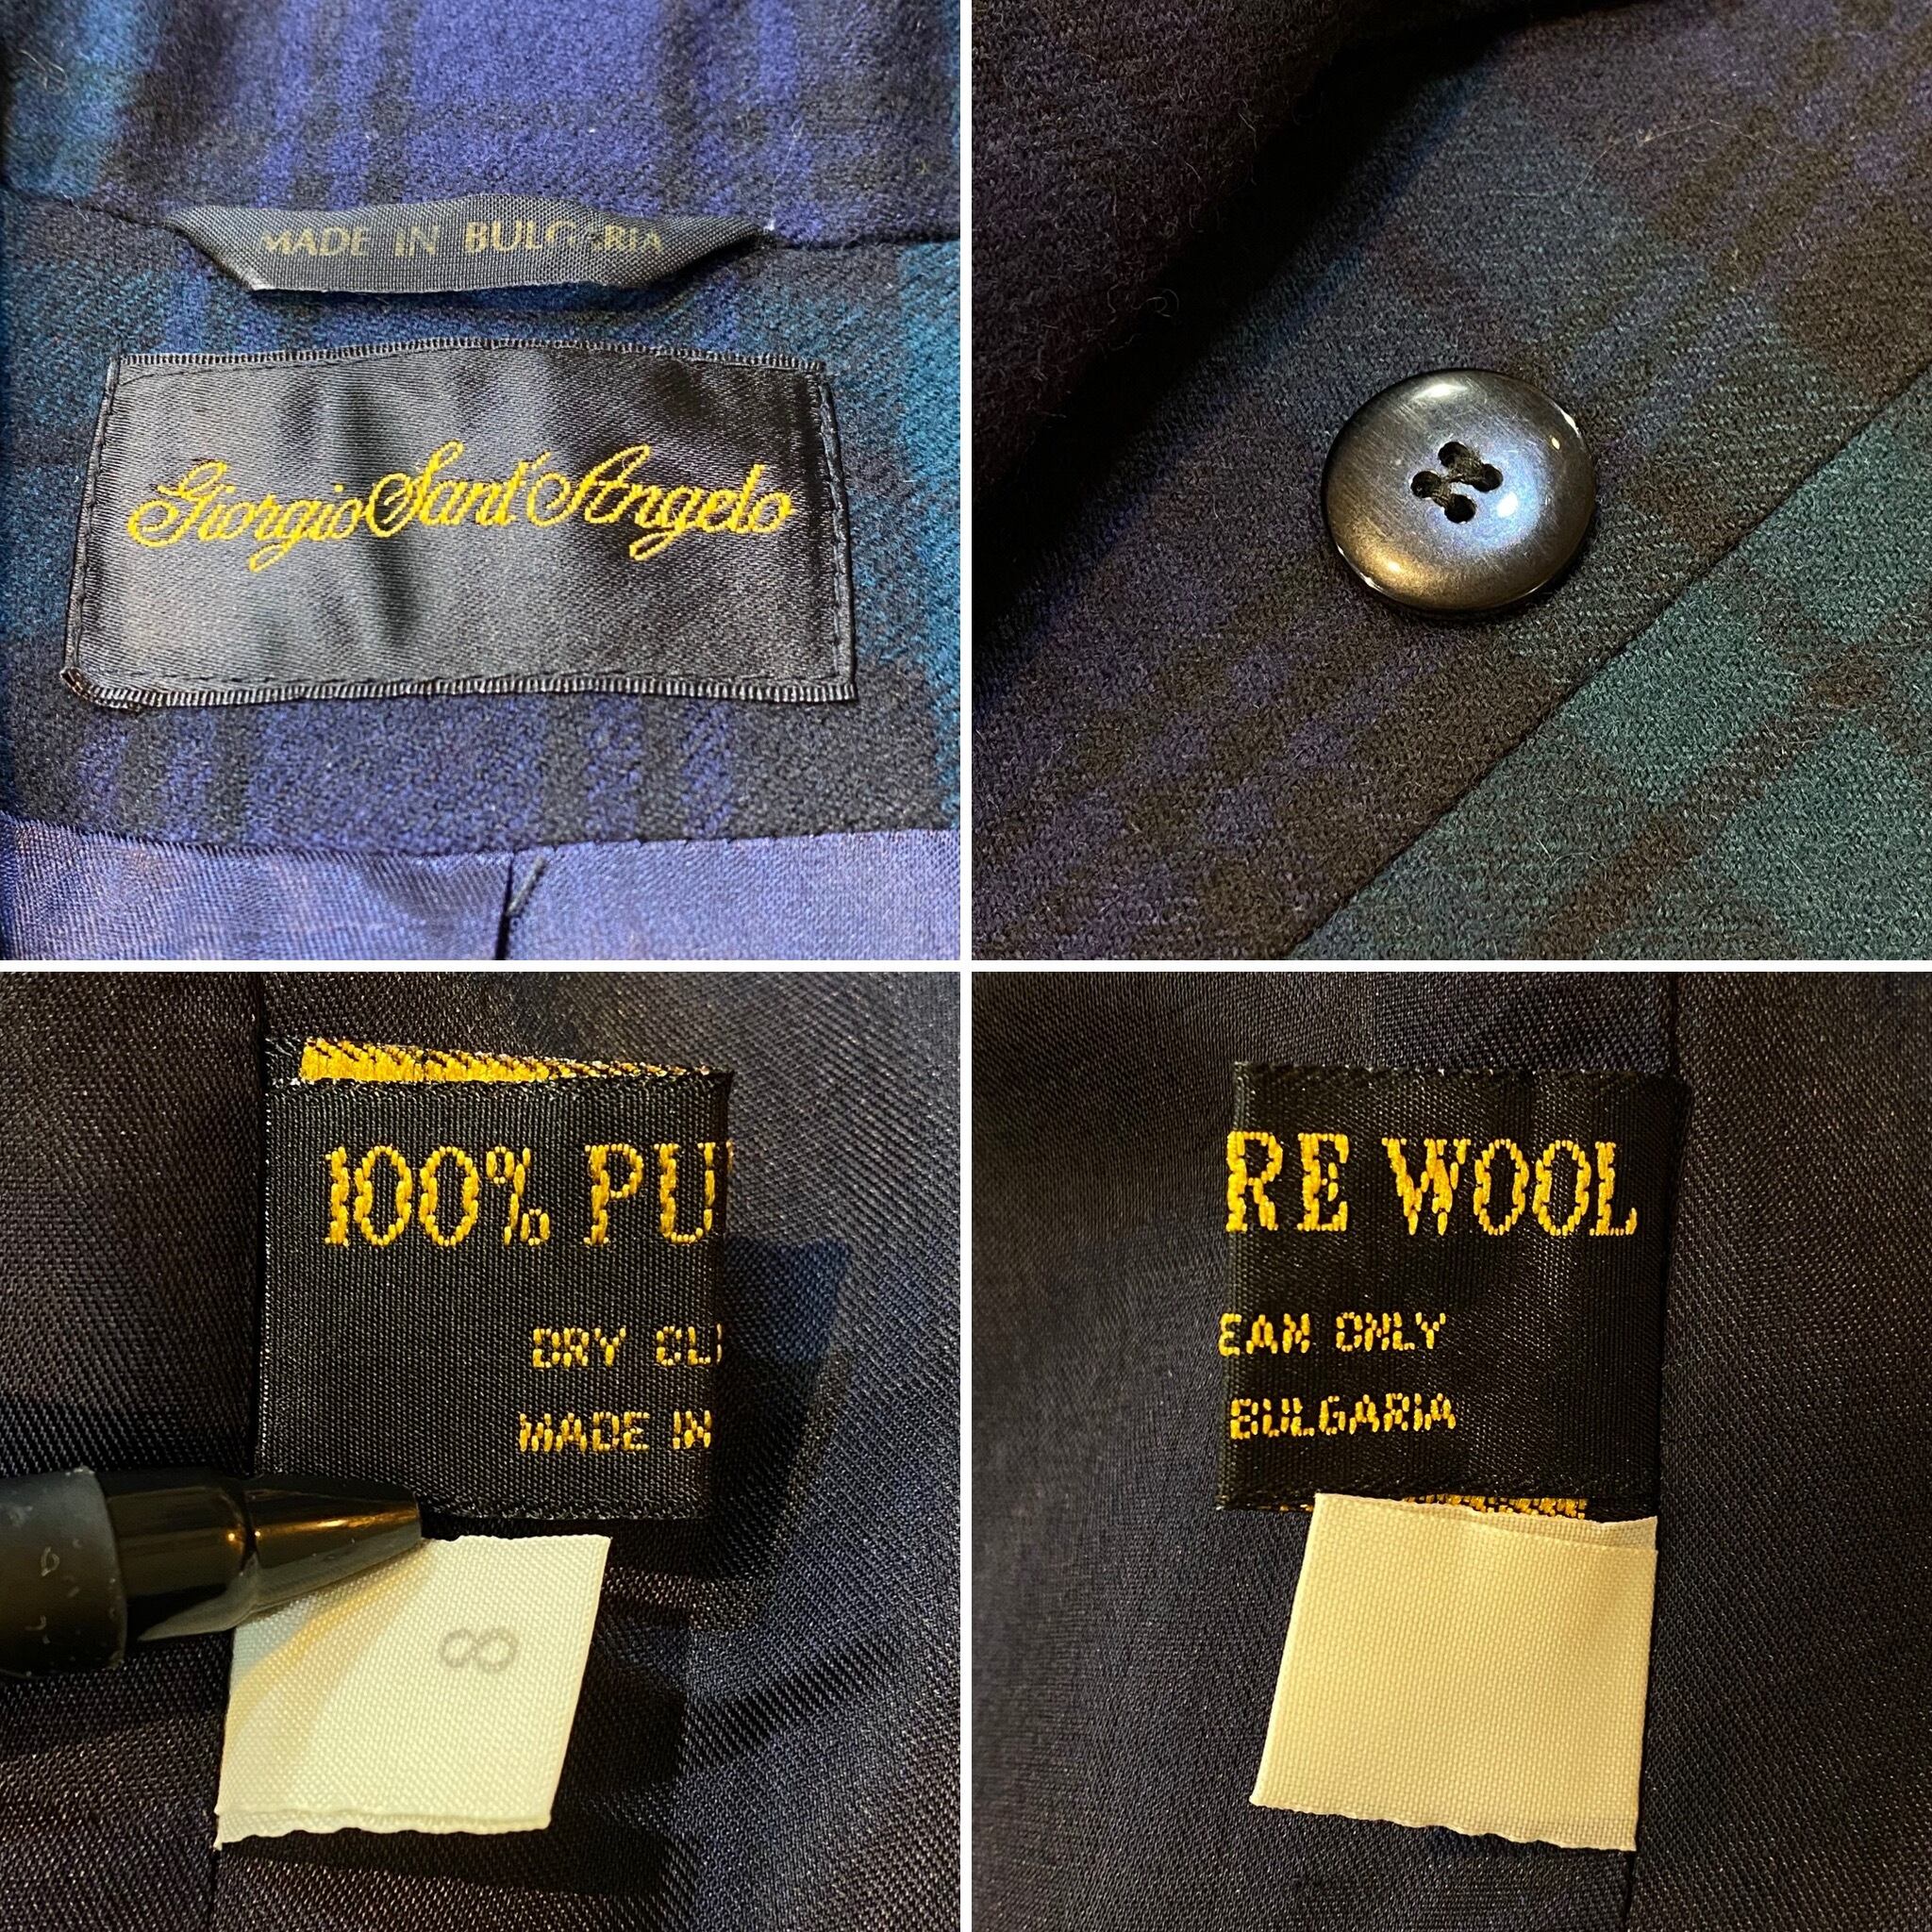 MADE IN BULGARIA
Giorgio Sant'Angelo
100% PU
DRY CL
MADE IN
8
RE WOOL
EAN ONLY
BULGARIA